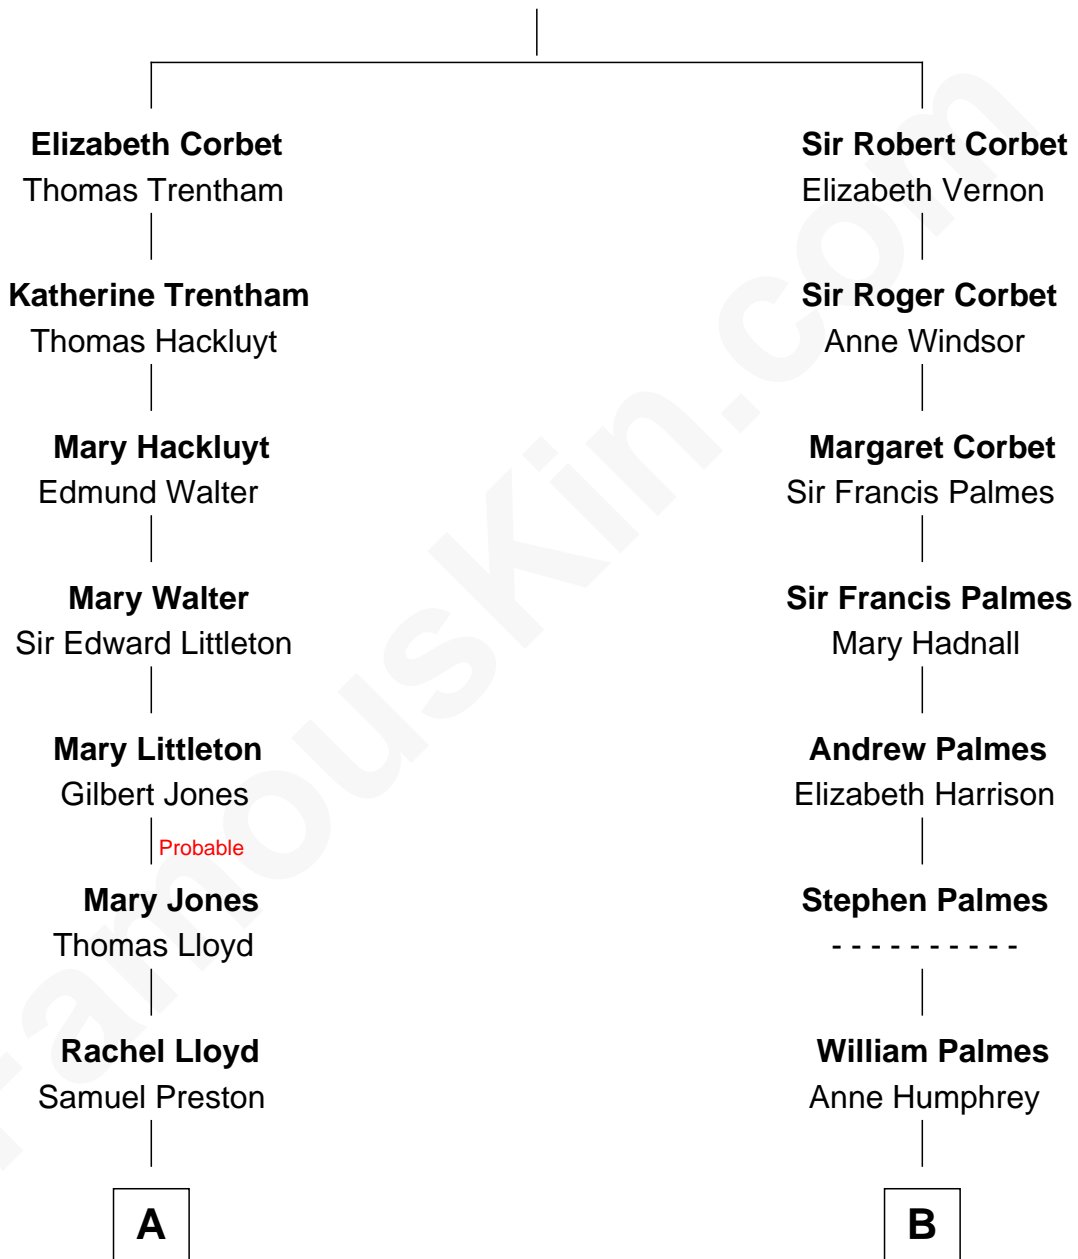 Elizabeth Corbet
Thomas Trentham
Katherine Trentham
Thomas Hackluyt
Mary Hackluyt
Edmund Walter
Mary Walter
Sir Edward Littleton
Mary Littleton
Gilbert Jones
Probable
Mary Jones
Thomas Lloyd
Rachel Lloyd
Samuel Preston
A
Sir Robert Corbet
Elizabeth Vernon
Sir Roger Corbet
Anne Windsor
Margaret Corbet
Sir Francis Palmes
Sir Francis Palmes
Mary Hadnall
Andrew Palmes
Elizabeth Harrison
Stephen Palmes
- - - - - - - - - -
William Palmes
Anne Humphrey
B
FamousKin.com